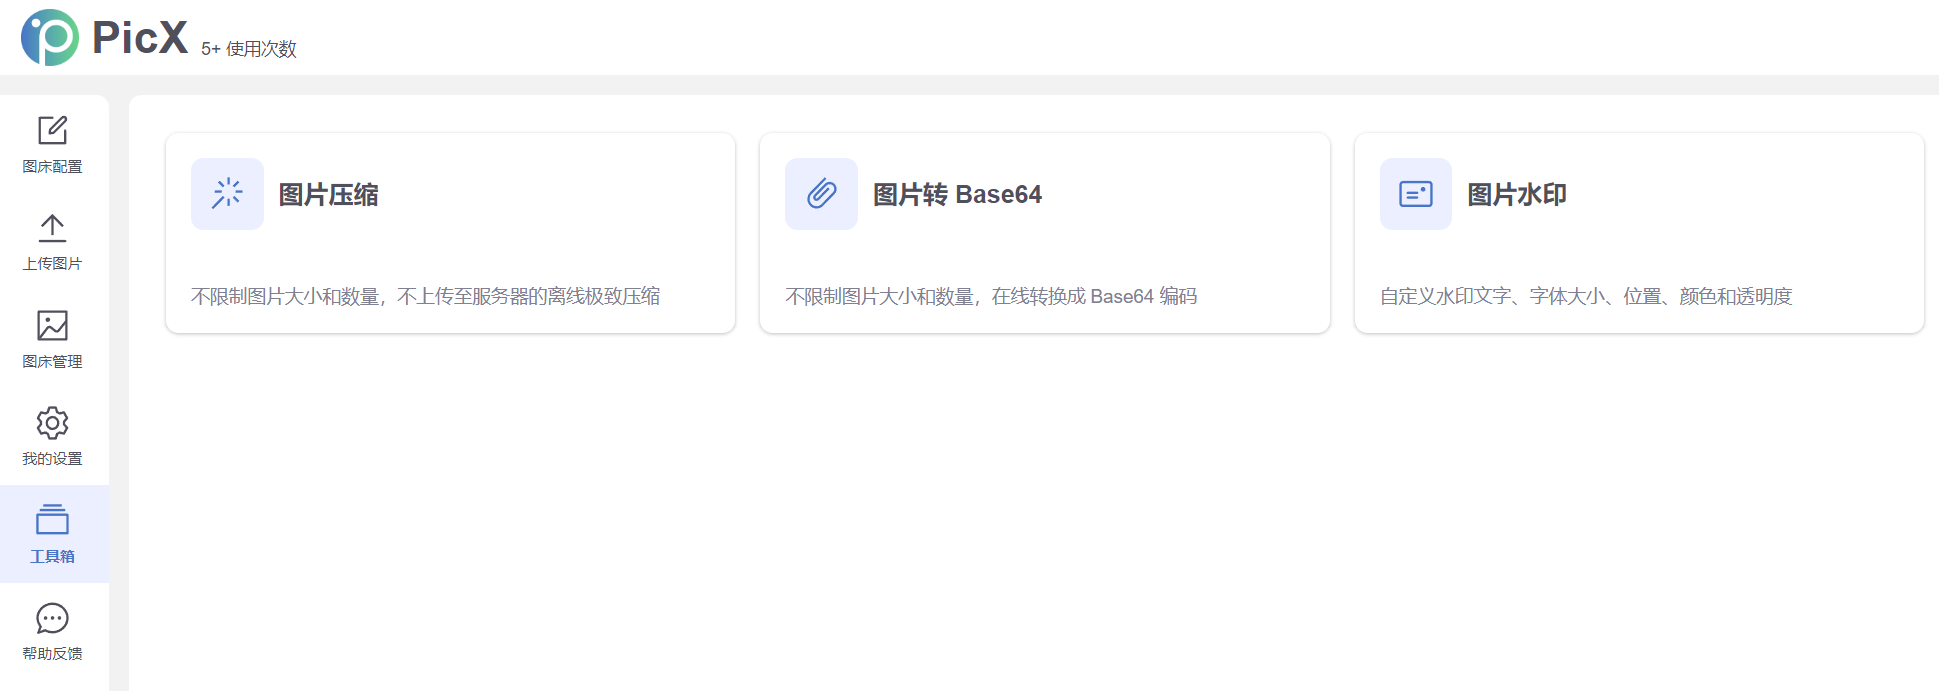 PicX 5+ 使用次数
图床配置
上传图片
图床管理
我的设置
工具箱
帮助反馈
图片压缩
不限制图片大小和数量，不上传至服务器的离线极致压缩
图片转 Base64
不限制图片大小和数量，在线转换成 Base64 编码
图片水印
自定义水印文字、字体大小、位置、颜色和透明度